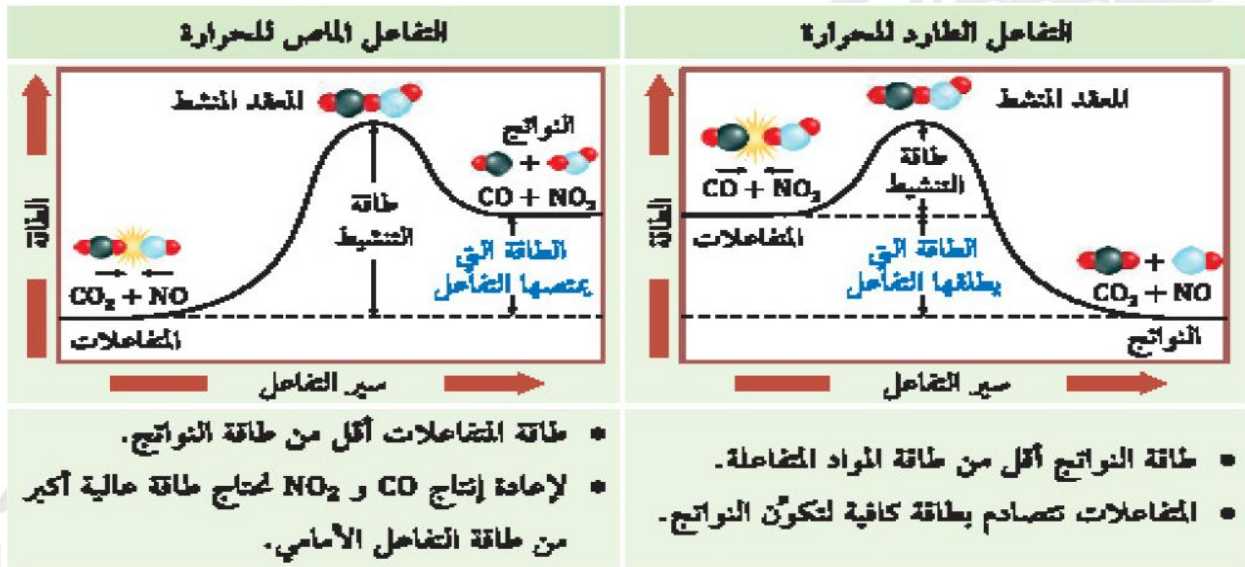 التفاعل الطارد للحرارة
الطاقة
المعقد المنشط
CO + NO₂
المتفاعلات
طاقة
التنشيط
الطاقة التي
يطلقها التفاعل
CO₂ + NO
النواتج
سير التفاعل
• طاقة النواتج أقل من طاقة المواد المتفاعلة.
• المتفاعلات تتصادم بطاقة كافية لتكوّن النواتج.
التفاعل الماص للحرارة
الطاقة
المعقد المنشط
النواتج
CO + NO₂
طاقة
التنشيط
الطاقة التي
يمتصها التفاعل
CO₂ + NO
المتفاعلات
سير التفاعل
• طاقة المتفاعلات أقل من طاقة النواتج.
• لإعادة إنتاج CO و NO₂ نحتاج طاقة عالية أكبر
من طاقة التفاعل الأمامي.